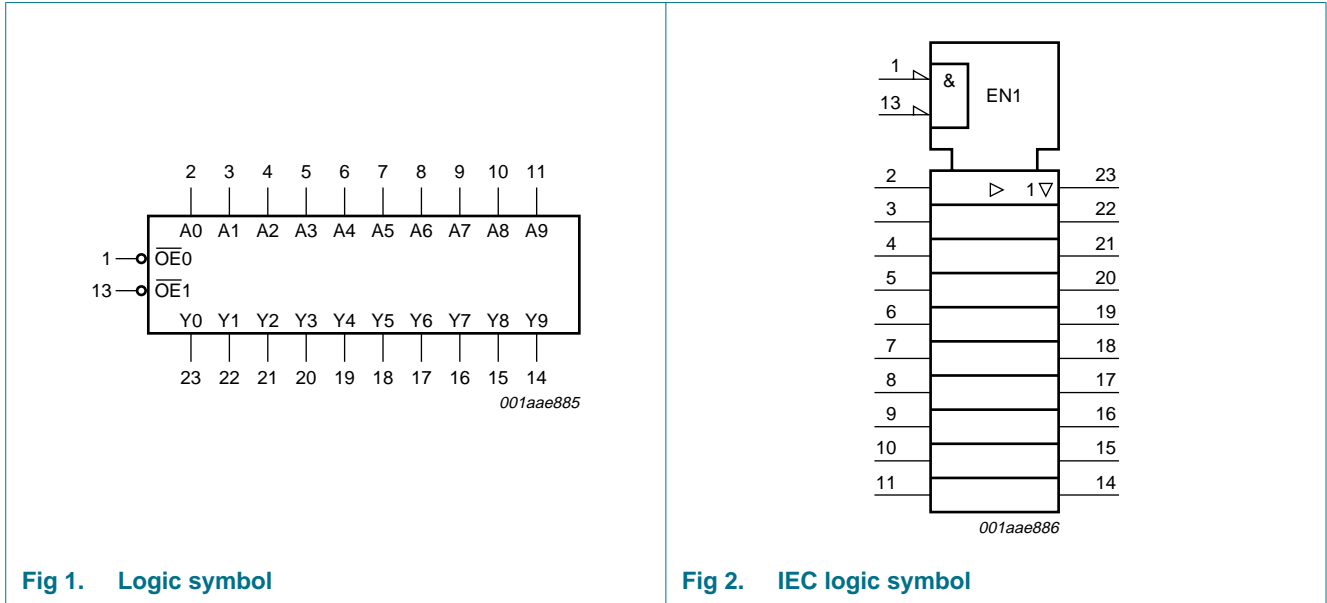 2 3 4 5 6 7 8 9 10 11
A0 A1 A2 A3 A4 A5 A6 A7 A8 A9
1 OE0
13 OE1
Y0 Y1 Y2 Y3 Y4 Y5 Y6 Y7 Y8 Y9
23 22 21 20 19 18 17 16 15 14
001aae885
Fig 1. Logic symbol
1
& EN1
13
2 1 23
3 22
4 21
5 20
6 19
7 18
8 17
9 16
10 15
11 14
001aae886
Fig 2. IEC logic symbol